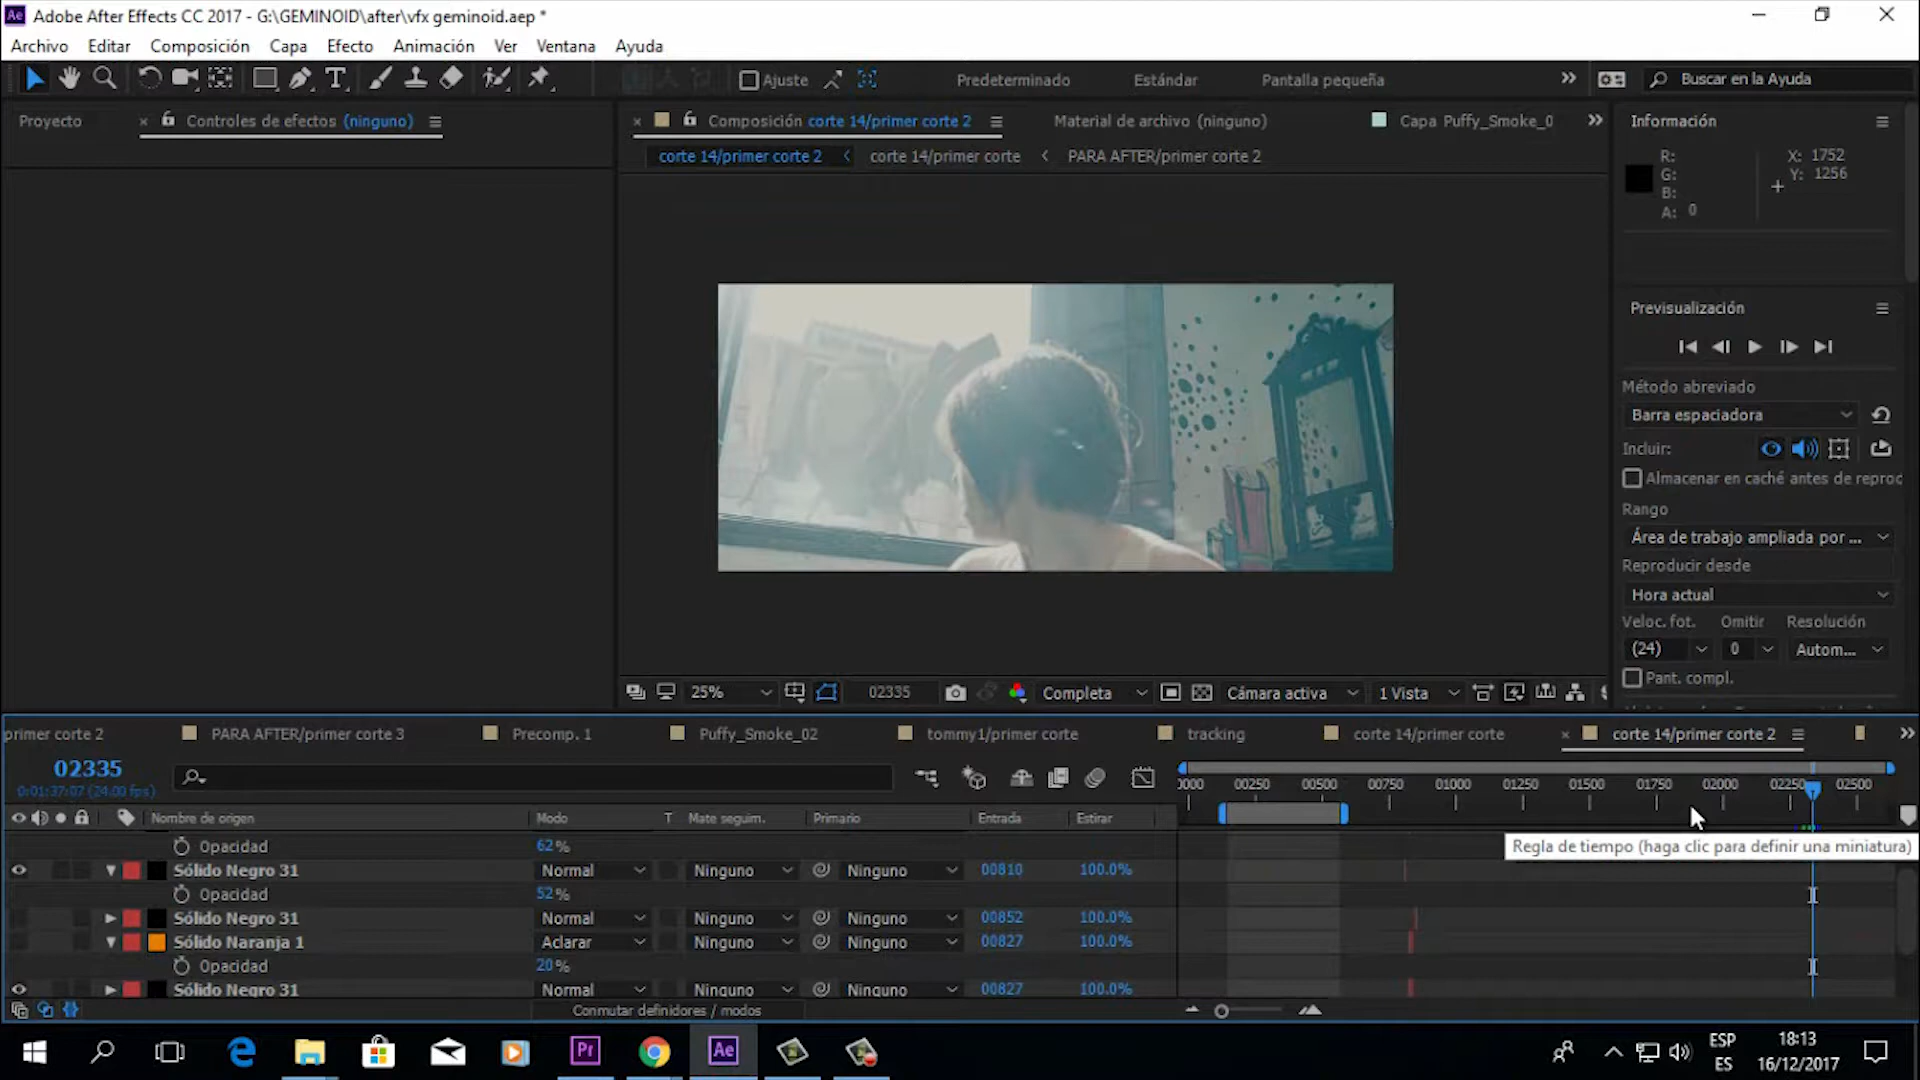 Ae Adobe After Effects CC 2017 - G:\GEMINOID\after\vfx geminoid.aep *
Archivo Editar Composición Capa Efecto Animación Ver Ventana Ayuda
Ajuste Predeterminado Estándar Pantalla pequeña Buscar en la Ayuda
Proyecto Controles de efectos (ninguno)
Composición corte 14/primer corte 2 Material de archivo (ninguno) Capa Puffy_Smoke_0
corte 14/primer corte 2 corte 14/primer corte PARA AFTER/primer corte 2
Información
R:
G:
B:
A: 0
X: 1752
Y: 1256
Previsualización
Método abreviado
Barra espaciadora
Incluir:
Almacenar en caché antes de reproc
Rango
Área de trabajo ampliada por ...
Reproducir desde
Hora actual
Veloc. fot. Omitir Resolución
(24) 0 Autom...
Pant. compl.
25% 02335 Completa Cámara activa 1 Vista
primer corte 2 PARA AFTER/primer corte 3 Precomp. 1 Puffy_Smoke_02 tommy1/primer corte tracking corte 14/primer corte corte 14/primer corte 2
02335
0:01:37:07 (24.00 fps)
0000 00250 00500 00750 01000 01250 01500 01750 02000 02250 02500
Nombre de origen Modo T Mate seguim. Primario Entrada Estirar
Opacidad 62%
Regla de tiempo (haga clic para definir una miniatura)
Sólido Negro 31 Normal Ninguno Ninguno 00810 100.0%
Opacidad 52%
Sólido Negro 31 Normal Ninguno Ninguno 00852 100.0%
Sólido Naranja 1 Aclarar Ninguno Ninguno 00827 100.0%
Opacidad 20%
Sólido Negro 31 Normal Ninguno Ninguno 00827 100.0%
Conmutar definidores / modos
Pr Ae
ESP
ES
18:13
16/12/2017